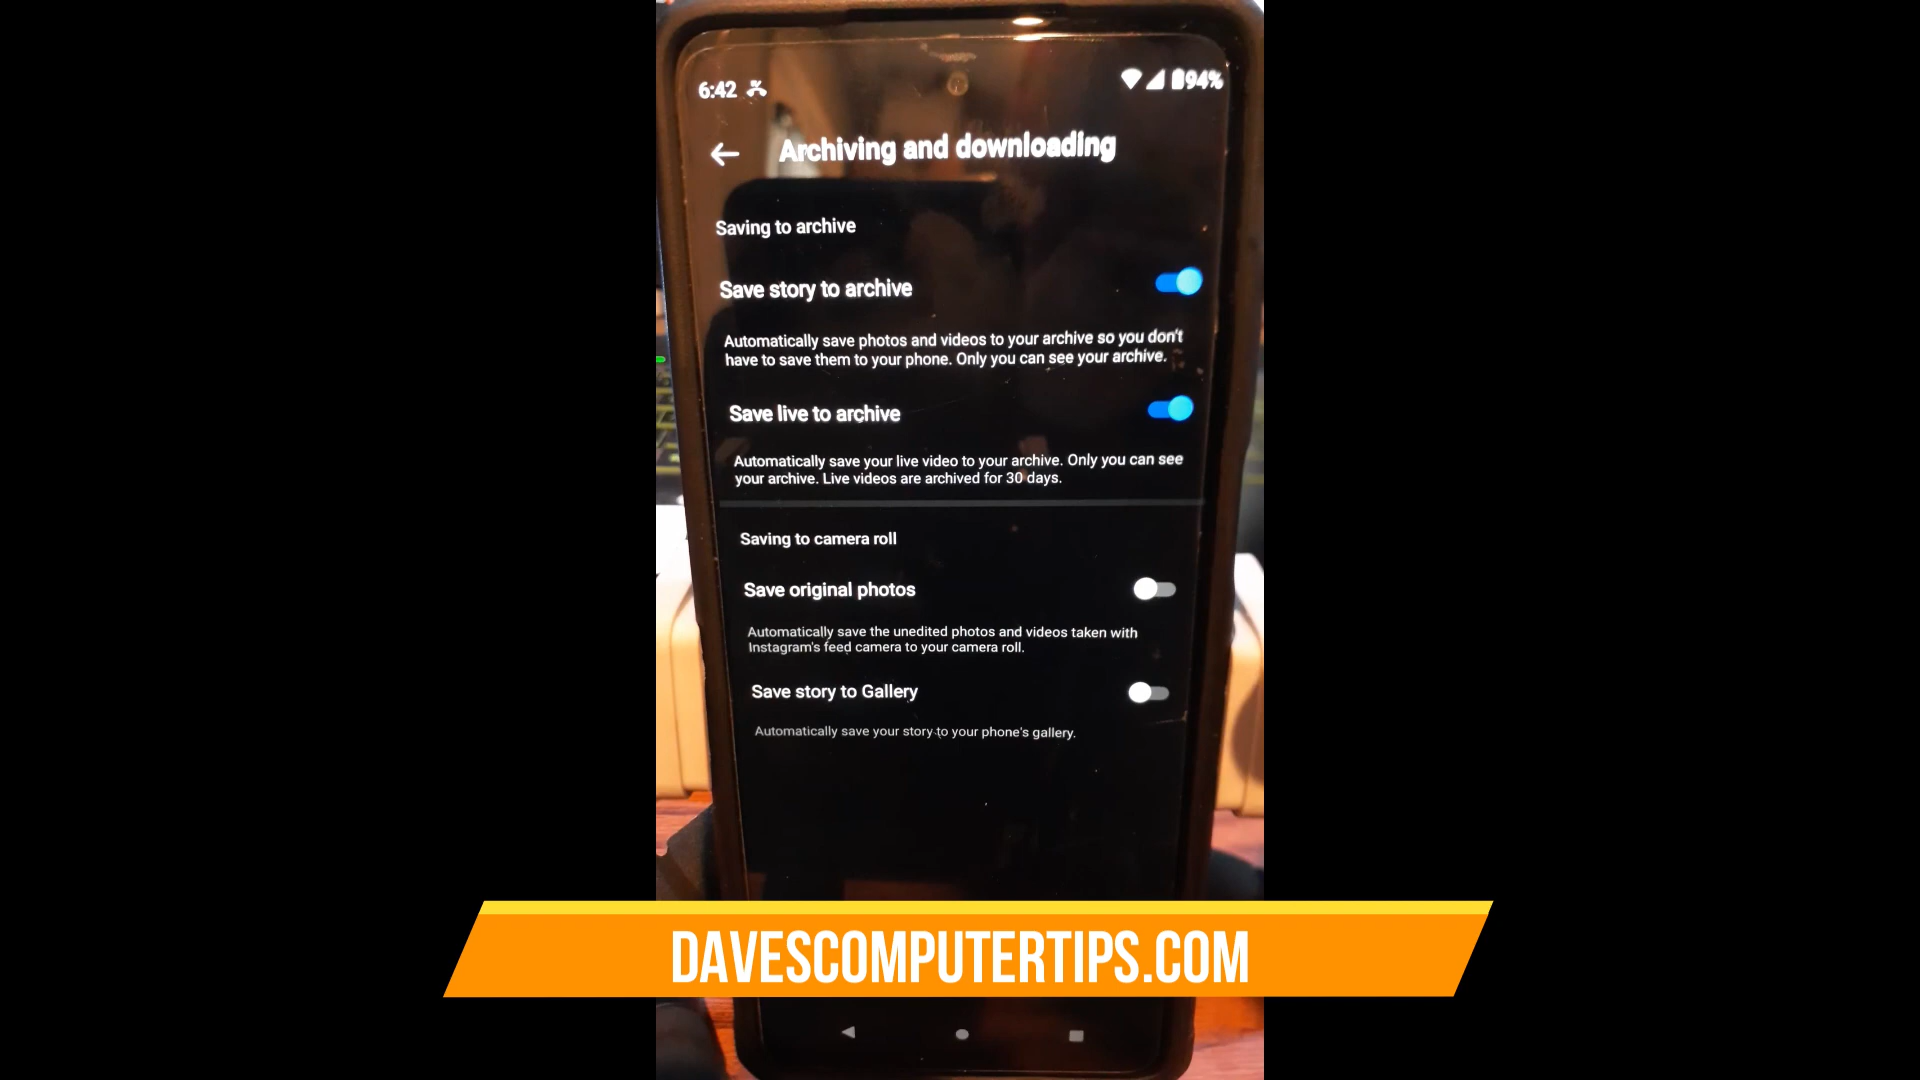 6:42
94%
Archiving and downloading
Saving to archive
Save story to archive
Automatically save photos and videos to your archive so you don't
have to save them to your phone. Only you can see your archive.
Save live to archive
Automatically save your live video to your archive. Only you can see
your archive. Live videos are archived for 30 days.
Saving to camera roll
Save original photos
Automatically save the unedited photos and videos taken with
Instagram's feed camera to your camera roll.
Save story to Gallery
Automatically save your story to your phone's gallery.
DAVESCOMPUTERTIPS.COM